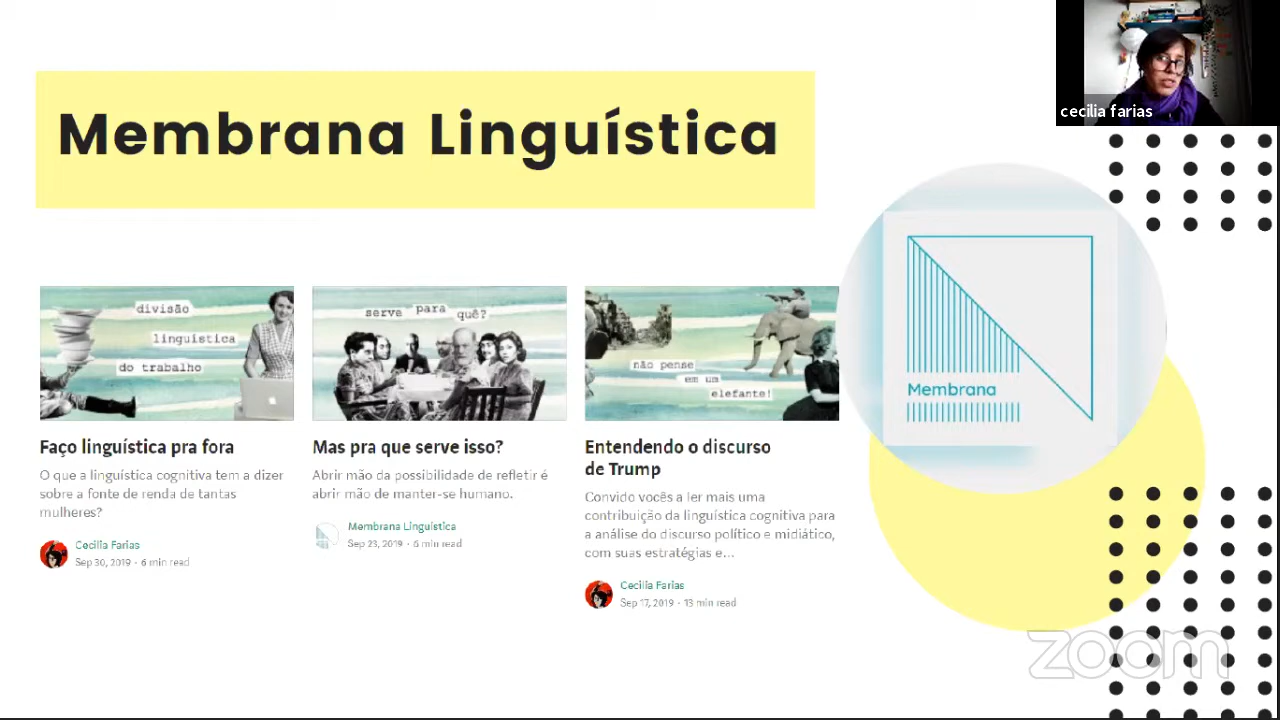 cecilia farias
Membrana Linguística
Membrana
divisão
linguística
do trabalho
Faço linguística pra fora
O que a linguística cognitiva tem a dizer
sobre a fonte de renda de tantas
mulheres?
Cecilia Farias
Sep 30, 2019 · 6 min read
serve para quê?
Mas pra que serve isso?
Abrir mão da possibilidade de refletir é
abrir mão de manter-se humano.
Membrana Linguística
Sep 23, 2019 · 6 min read
não pense
em um
elefante!
Entendendo o discurso
de Trump
Convido vocês a ler mais uma
contribuição da linguística cognitiva para
a análise do discurso político e midiático,
com suas estratégias e...
Cecilia Farias
Sep 17, 2019 · 13 min read
zoom